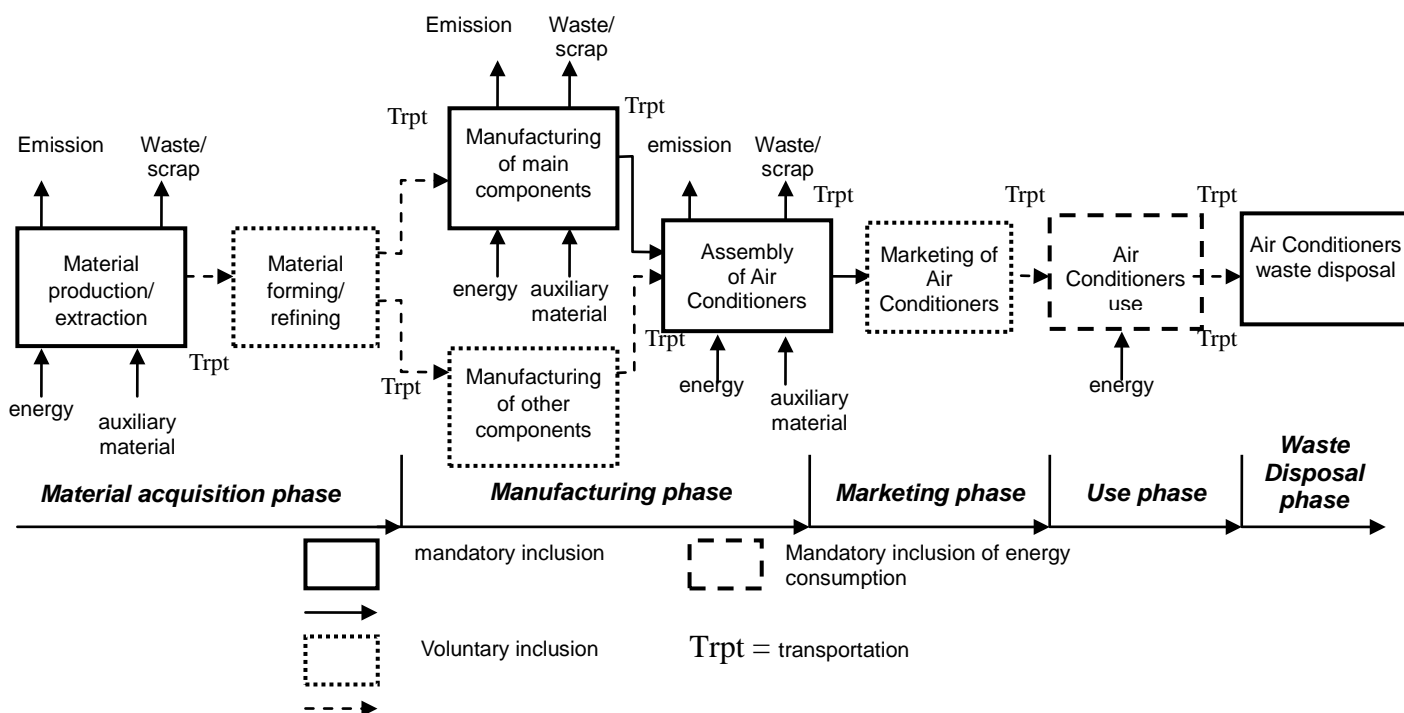 Emission
Waste/
scrap
Trpt
Trpt
Manufacturing
of main
components
Emission
Waste/
scrap
emission
Waste/
scrap
Trpt
Trpt
Trpt
Material
production/
extraction
Material
forming/
refining
energy
auxiliary
material
Assembly
of Air
Conditioners
Marketing of
Air
Conditioners
Air
Conditioners
use
Air Conditioners
waste disposal
Trpt
Trpt
Trpt
Trpt
energy
auxiliary
material
Manufacturing
of other
components
energy
auxiliary
material
energy
Material acquisition phase
Manufacturing phase
Marketing phase
Use phase
Waste
Disposal
phase
mandatory inclusion
Mandatory inclusion of energy
consumption
Voluntary inclusion
Trpt = transportation